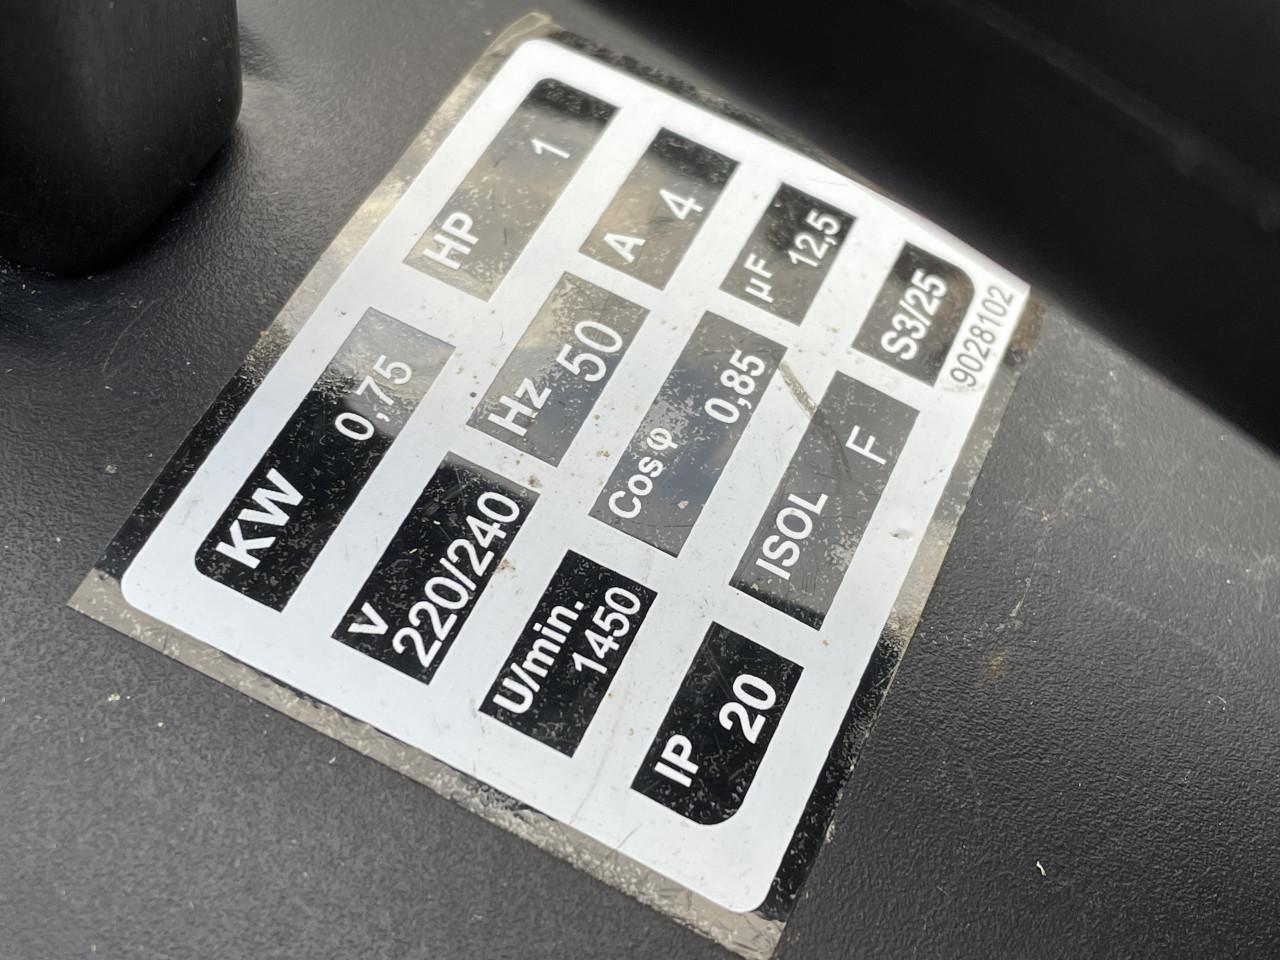 KW 0,75
HP 1
V
220/240
Hz 50
A 4
U/min.
1450
Cos φ 0,85
µF
12,5
IP 20
ISOL F
S3/25
9028102